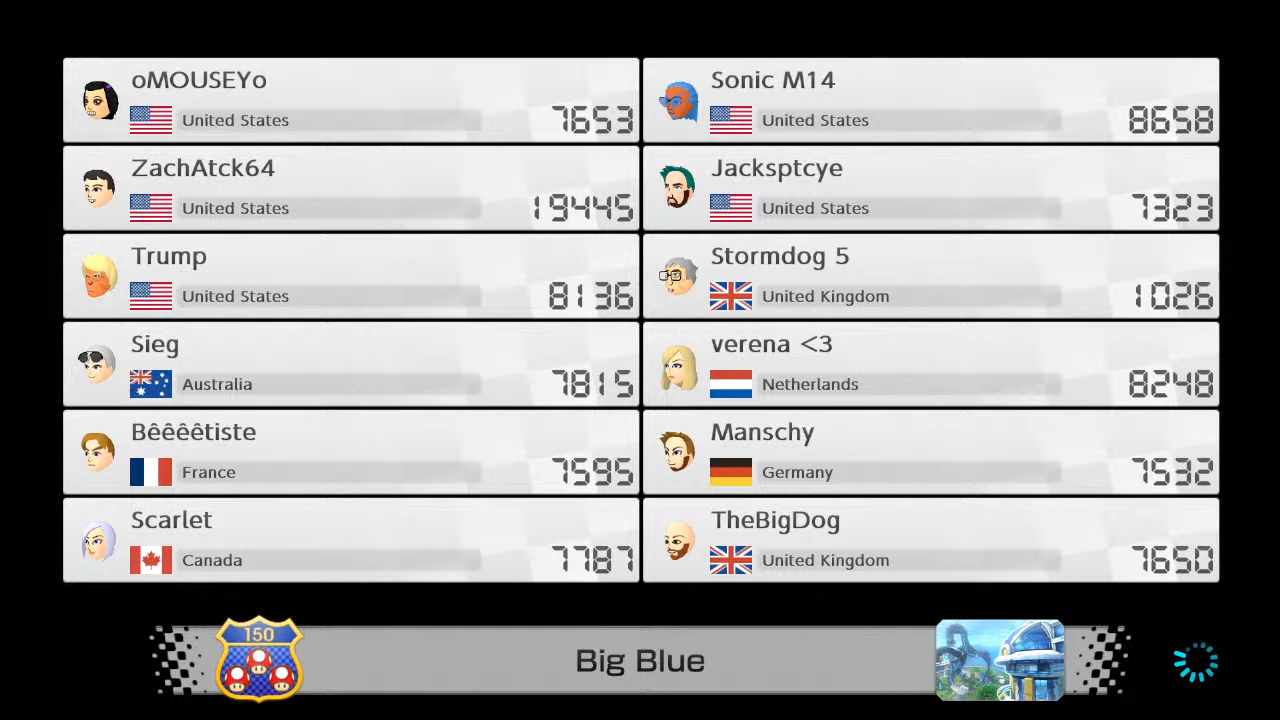 oMOUSEYo
United States
7653
Sonic M14
United States
8658
ZachAtck64
United States
19445
Jacksptcye
United States
7323
Trump
United States
8136
Stormdog 5
United Kingdom
1026
Sieg
Australia
7815
verena <3
Netherlands
8248
Bêêêêtiste
France
7595
Manschy
Germany
7532
Scarlet
Canada
7787
TheBigDog
United Kingdom
7650
150
Big Blue